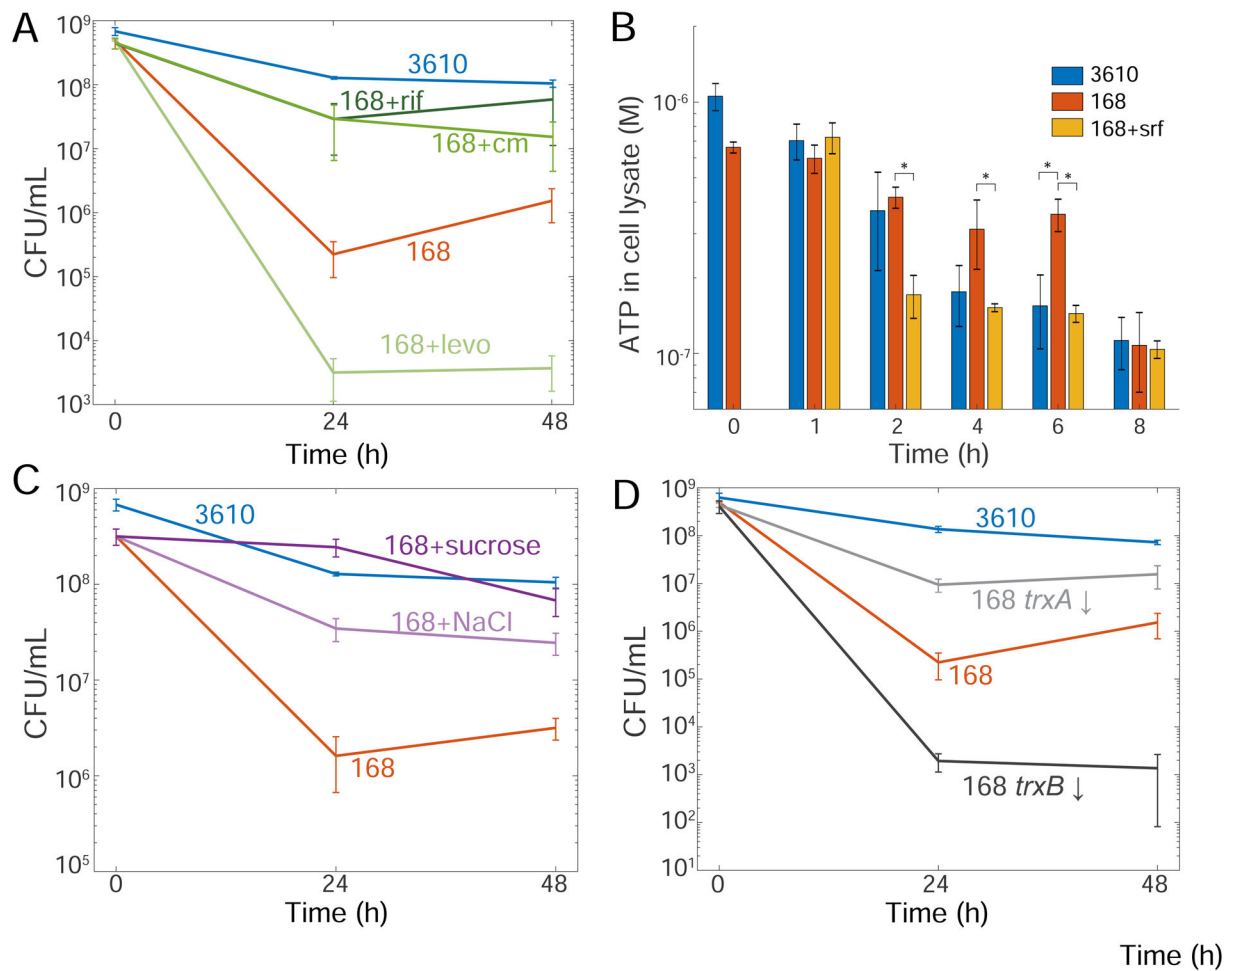 A
10⁹
10⁸
10⁷
10⁶
10⁵
10⁴
10³
CFU/mL
3610
168+rif
168+cm
168
168+levo
0
24
48
Time (h)
B
10⁻⁶
10⁻⁷
ATP in cell lysate (M)
3610
168
168+srf
*
*
*
*
0
1
2
4
6
8
Time (h)
C
10⁹
10⁸
10⁷
10⁶
10⁵
CFU/mL
3610
168+sucrose
168+NaCl
168
0
24
48
Time (h)
D
10⁹
10⁸
10⁷
10⁶
10⁵
10⁴
10³
10²
10¹
CFU/mL
3610
168 trxA ↓
168
168 trxB ↓
0
24
48
Time (h)
Time (h)